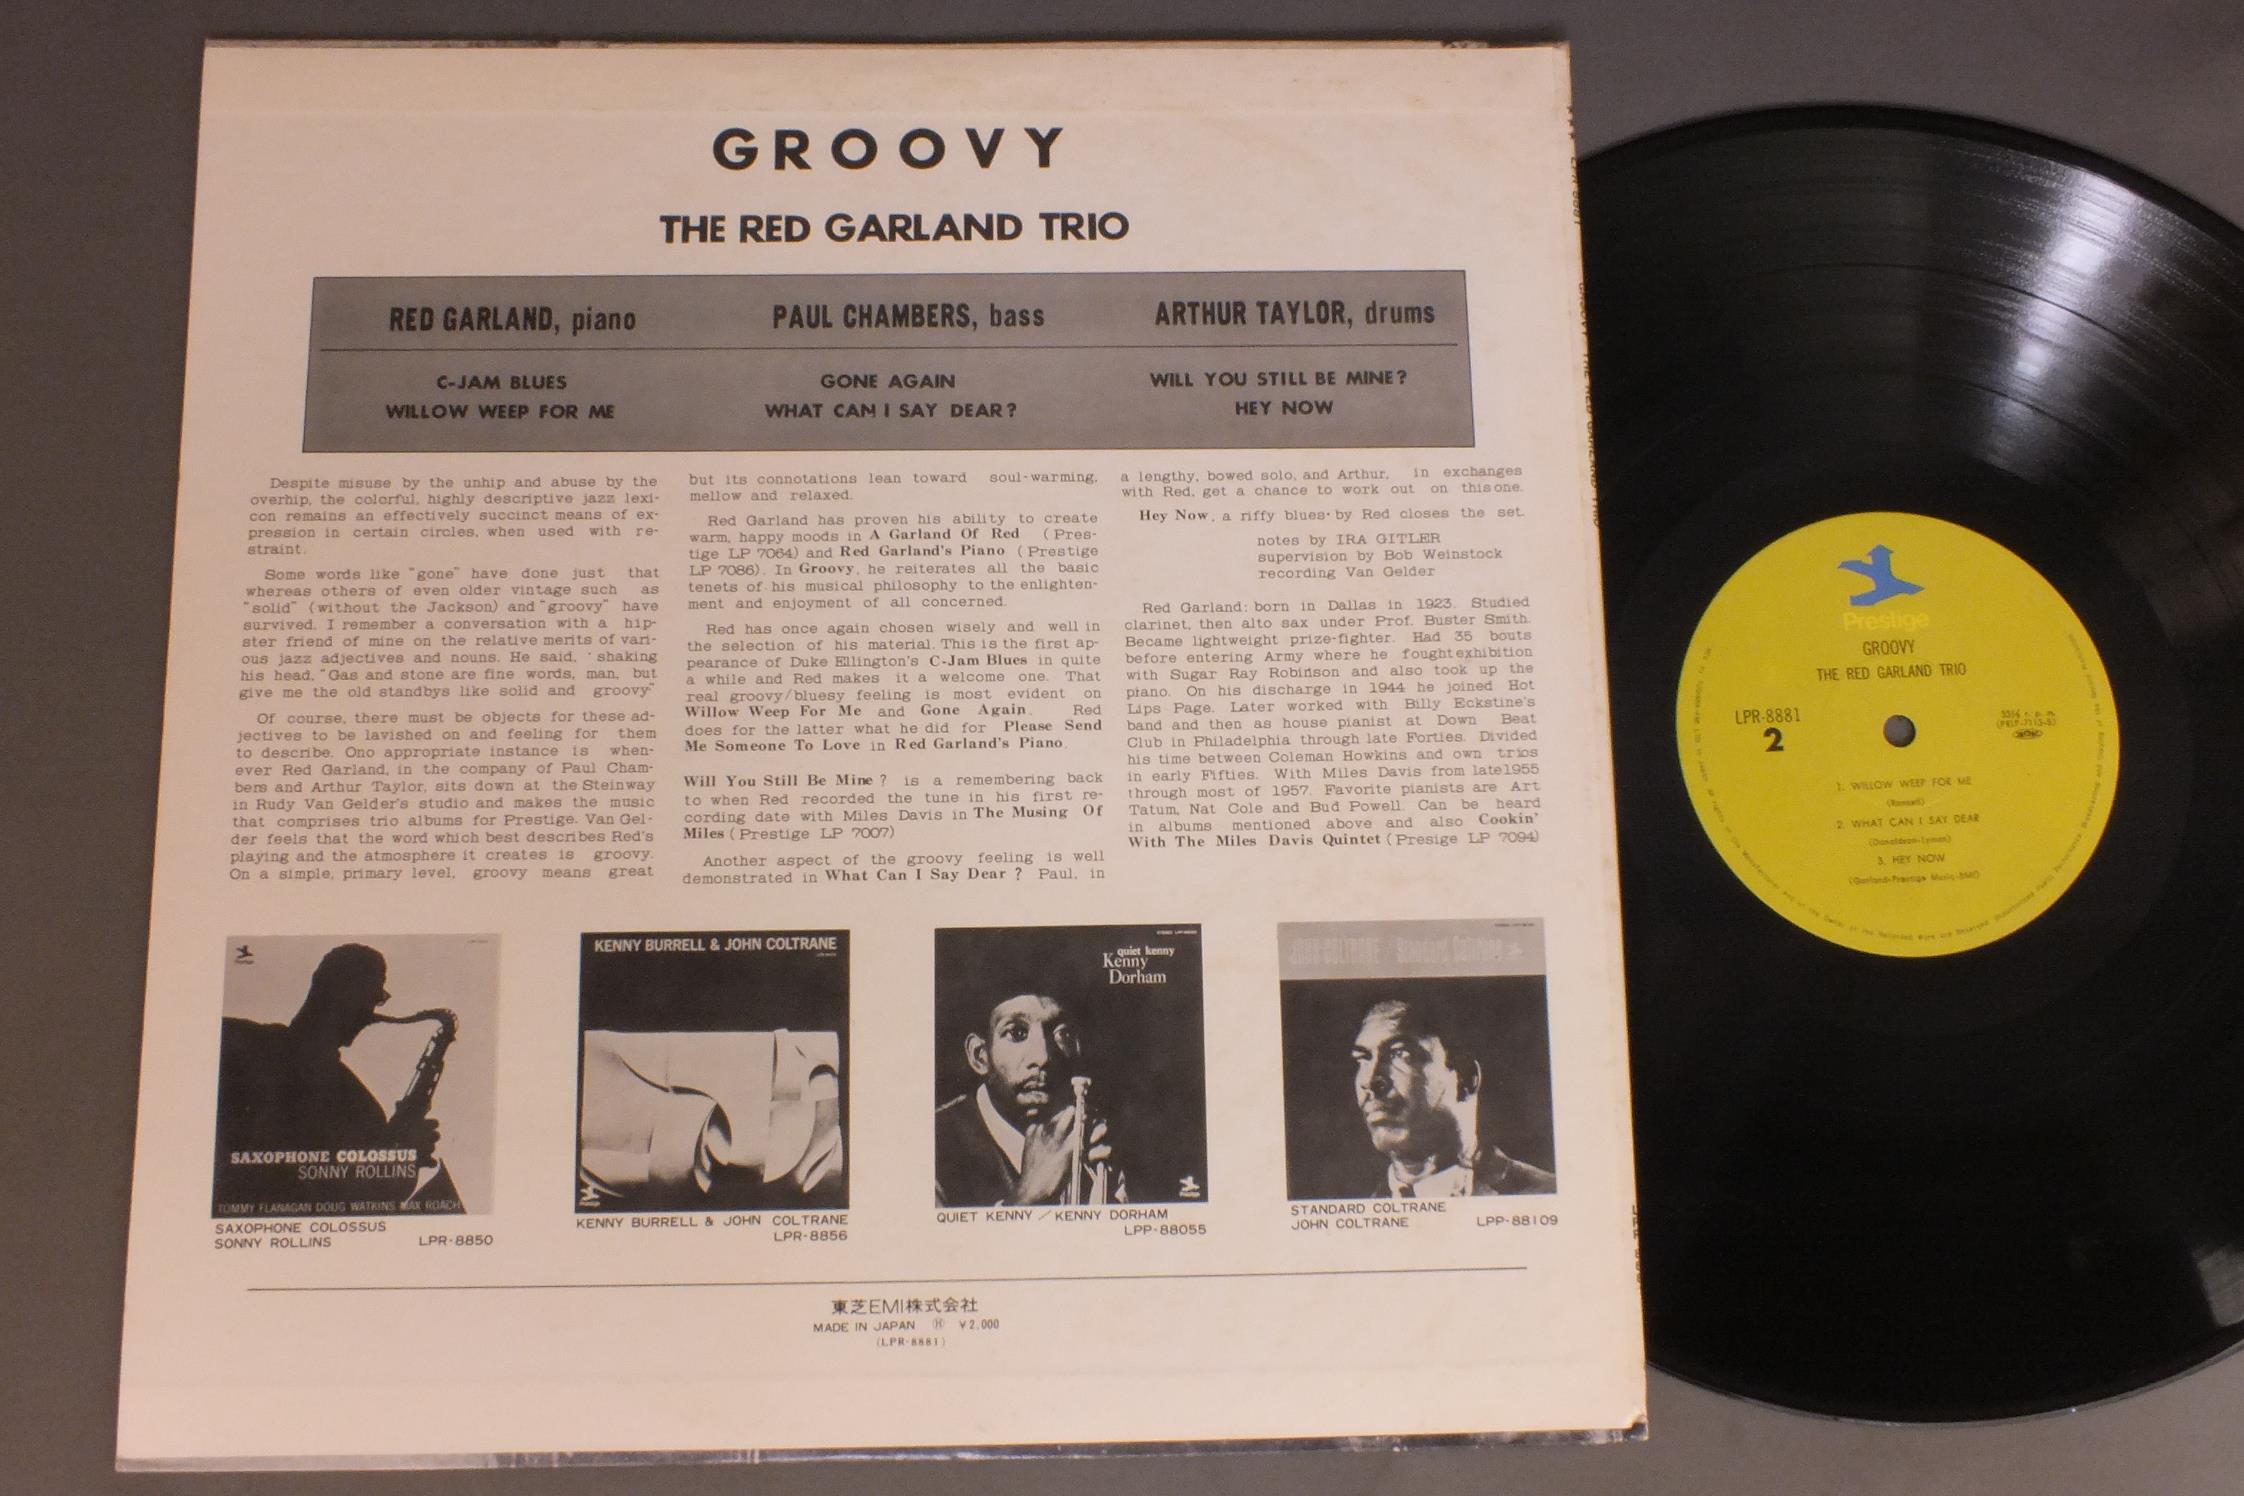 GROOVY
THE RED GARLAND TRIO
RED GARLAND, piano
PAUL CHAMBERS, bass
ARTHUR TAYLOR, drums
C-JAM BLUES
WILLOW WEEP FOR ME
GONE AGAIN
WHAT CAN I SAY DEAR?
WILL YOU STILL BE MINE?
HEY NOW
Despite misuse by the unhip and abuse by the
overhip, the colorful, highly descriptive jazz lexi-
con remains an effectively succinct means of ex-
pression in certain circles, when used with re-
straint.
Some words like "gone" have done just that
whereas others of even older vintage such as
"solid" (without the Jackson) and "groovy" have
survived. I remember a conversation with a hip-
ster friend of mine on the relative merits of vari-
ous jazz adjectives and nouns. He said, ' shaking
his head, "Gas and stone are fine words, man, but
give me the old standbys like solid and groovy"
Of course, there must be objects for these ad-
jectives to be lavished on and feeling for them
to describe. Ono appropriate instance is when-
ever Red Garland, in the company of Paul Cham-
bers and Arthur Taylor, sits down at the Steinway
in Rudy Van Gelder's studio and makes the music
that comprises trio albums for Prestige. Van Gel-
der feels that the word which best describes Red's
playing and the atmosphere it creates is groovy.
On a simple, primary level, groovy means great
but its connotations lean toward soul-warming,
mellow and relaxed.
Red Garland has proven his ability to create
warm, happy moods in A Garland Of Red (Pres-
tige LP 7064) and Red Garland's Piano (Prestige
LP 7086). In Groovy, he reiterates all the basic
tenets of his musical philosophy to the enlighten-
ment and enjoyment of all concerned.
Red has once again chosen wisely and well in
the selection of his material. This is the first ap-
pearance of Duke Ellington's C-Jam Blues in quite
a while and Red makes it a welcome one. That
real groovy/bluesy feeling is most evident on
Willow Weep For Me and Gone Again. Red
does for the latter what he did for Please Send
Me Someone To Love in Red Garland's Piano.
Will You Still Be Mine? is a remembering back
to when Red recorded the tune in his first re-
cording date with Miles Davis in The Musing Of
Miles (Prestige LP 7007)
Another aspect of the groovy feeling is well
demonstrated in What Can I Say Dear? Paul, in
a lengthy, bowed solo, and Arthur, in exchanges
with Red, get a chance to work out on this one.
Hey Now, a riffy blues by Red closes the set.
notes by IRA GITLER
supervision by Bob Weinstock
recording Van Gelder
Red Garland: born in Dallas in 1923. Studied
clarinet, then alto sax under Prof. Buster Smith.
Became lightweight prize-fighter. Had 35 bouts
before entering Army where he fought exhibition
with Sugar Ray Robinson and also took up the
piano. On his discharge in 1944 he joined Hot
Lips Page. Later worked with Billy Eckstine's
band and then as house pianist at Down Beat
Club in Philadelphia through late Forties. Divided
his time between Coleman Howkins and own trios
in early Fifties. With Miles Davis from late1955
through most of 1957. Favorite pianists are Art
Tatum, Nat Cole and Bud Powell. Can be heard
in albums mentioned above and also Cookin'
With The Miles Davis Quintet (Presige LP 7094)
Prestige
SAXOPHONE COLOSSUS
SONNY ROLLINS
TOMMY FLANAGAN DOUG WATKINS MAX ROACH
SAXOPHONE COLOSSUS
SONNY ROLLINS LPR-8850
KENNY BURRELL & JOHN COLTRANE
Prestige
KENNY BURRELL & JOHN COLTRANE
LPR-8856
quiet kenny
Kenny
Dorham
Prestige
QUIET KENNY / KENNY DORHAM
LPP-88055
JOHN COLTRANE / Standard Coltrane
STANDARD COLTRANE
JOHN COLTRANE LPP-88109
東芝EMI株式会社
MADE IN JAPAN Ⓗ ¥2,000
(LPR-8881)
Prestige
GROOVY
THE RED GARLAND TRIO
LPR-8881
2
33⅓ r. p. m.
(PRLP-7113-B)
1. WILLOW WEEP FOR ME
(Ronnell)
2. WHAT CAN I SAY DEAR
(Donaldson-Lyman)
3. HEY NOW
(Garland-Prestige Music-BMI)